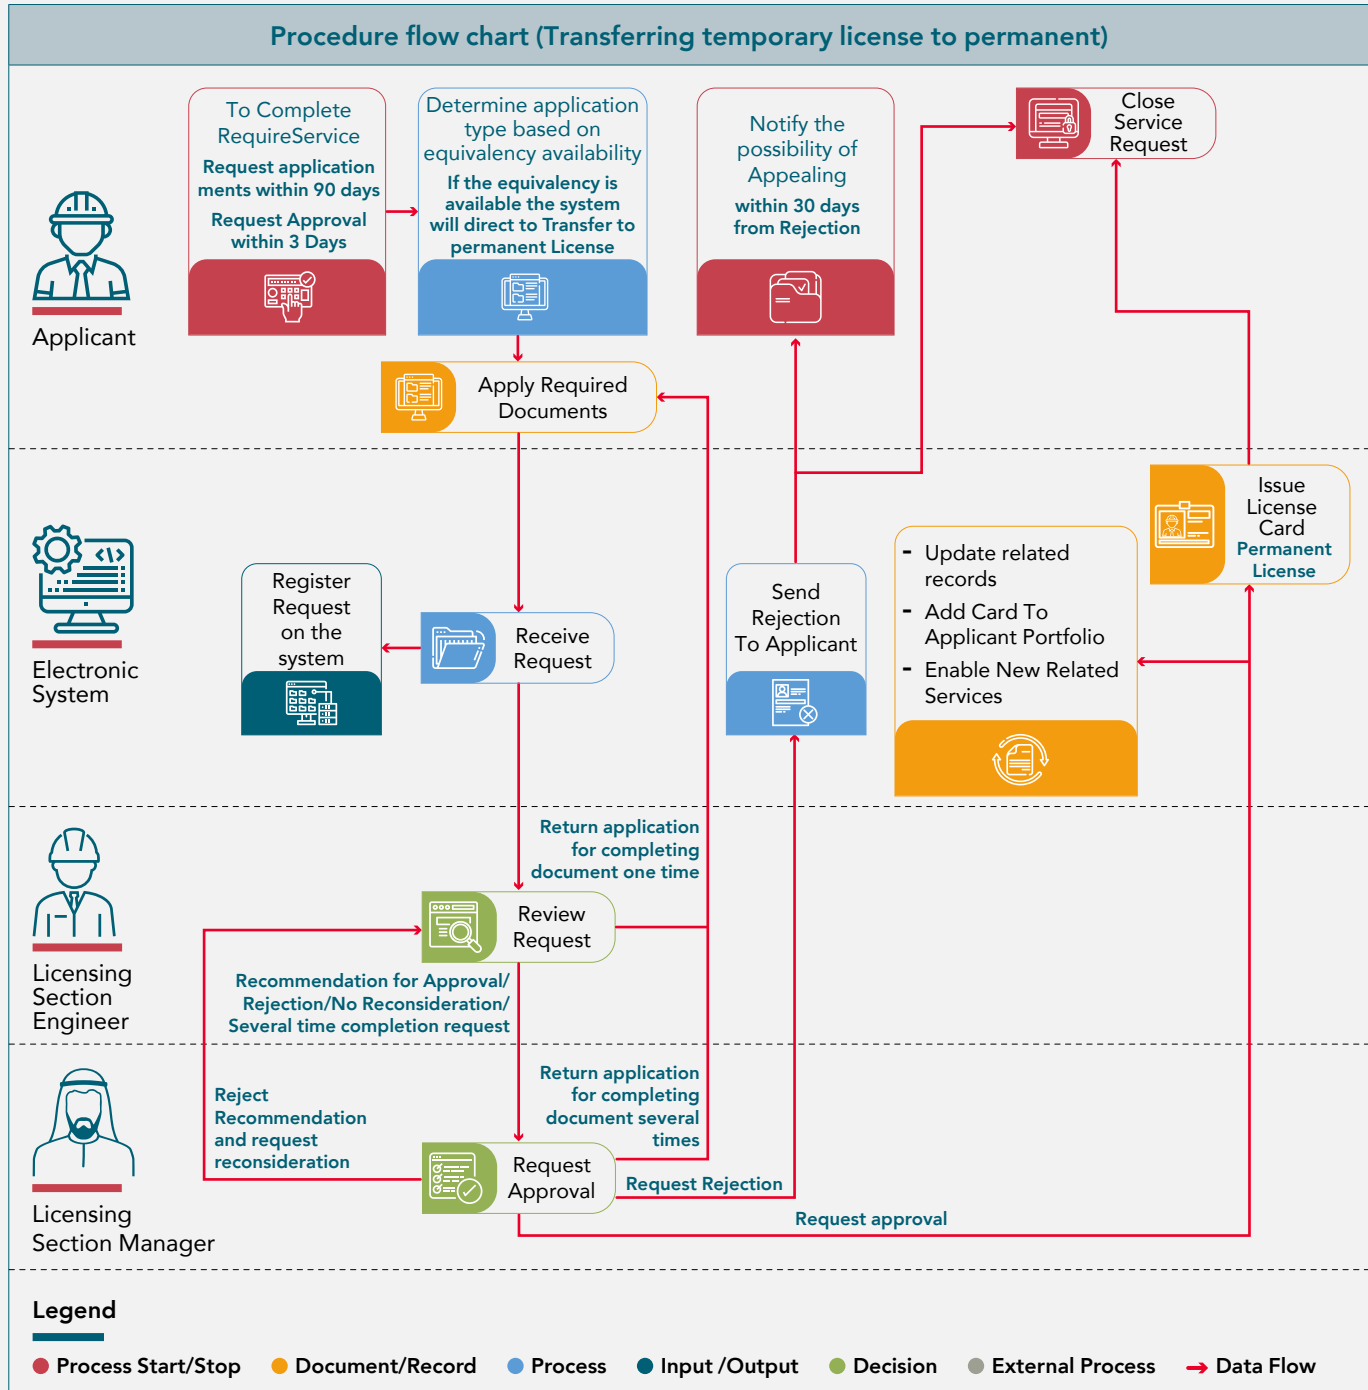 Procedure flow chart (Transferring temporary license to permanent)
To Complete
RequireService
Request application
ments within 90 days
Request Approval
within 3 Days
Determine application
type based on
equivalency availability
If the equivalency is
available the system
will direct to Transfer to
permanent License
Notify the
possibility of
Appealing
within 30 days
from Rejection
Close
Service
Request
Applicant
Apply Required
Documents
Issue
License
Card
Permanent
License
- Update related
records
- Add Card To
Applicant Portfolio
- Enable New Related
Services
Register
Request
on the
system
Receive
Request
Send
Rejection
To Applicant
Electronic
System
Return application
for completing
document one time
Review
Request
Licensing
Section
Engineer
Recommendation for Approval/
Rejection/No Reconsideration/
Several time completion request
Reject
Recommendation
and request
reconsideration
Return application
for completing
document several
times
Request
Approval
Request Rejection
Request approval
Licensing
Section Manager
Legend
Process Start/Stop
Document/Record
Process
Input /Output
Decision
External Process
Data Flow